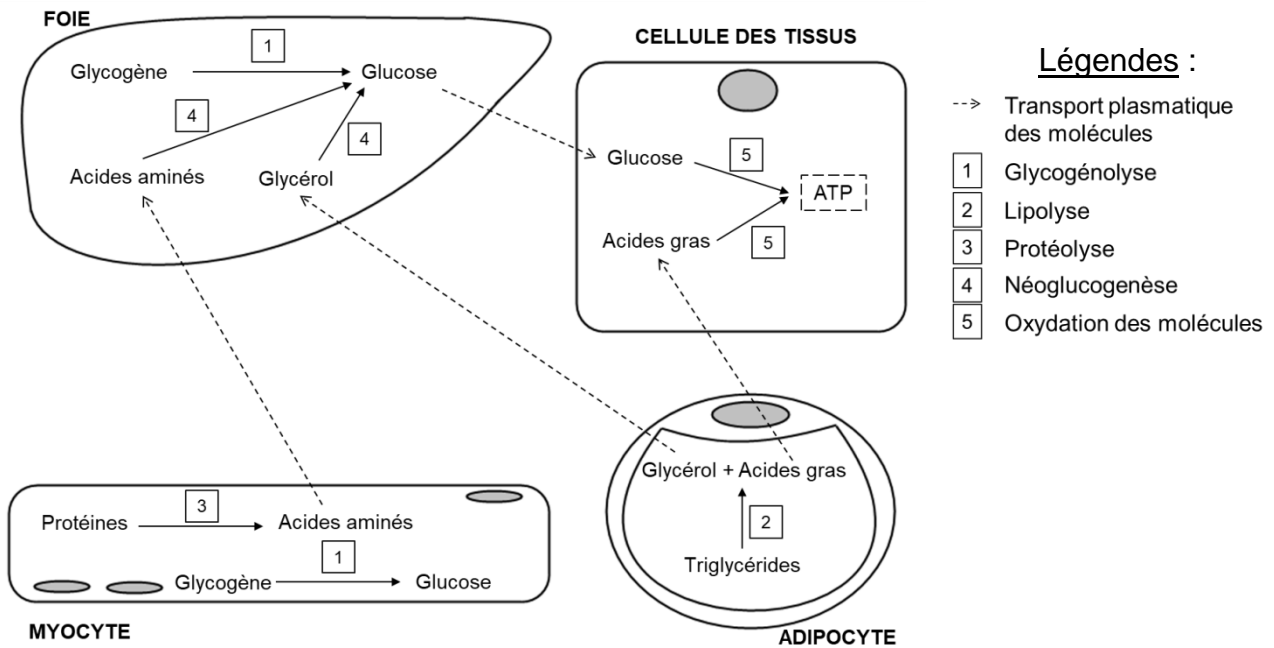 FOIE
1
Glycogène
Glucose
4
4
Acides aminés
Glycérol
CELLULE DES TISSUS
Glucose
5
ATP
Acides gras
5
Légendes :
Transport plasmatique
des molécules
1 Glycogénolyse
2 Lipolyse
3 Protéolyse
4 Néoglucogenèse
5 Oxydation des molécules
Protéines
3
Acides aminés
1
Glycogène
Glucose
MYOCYTE
Glycérol + Acides gras
2
Triglycérides
ADIPOCYTE